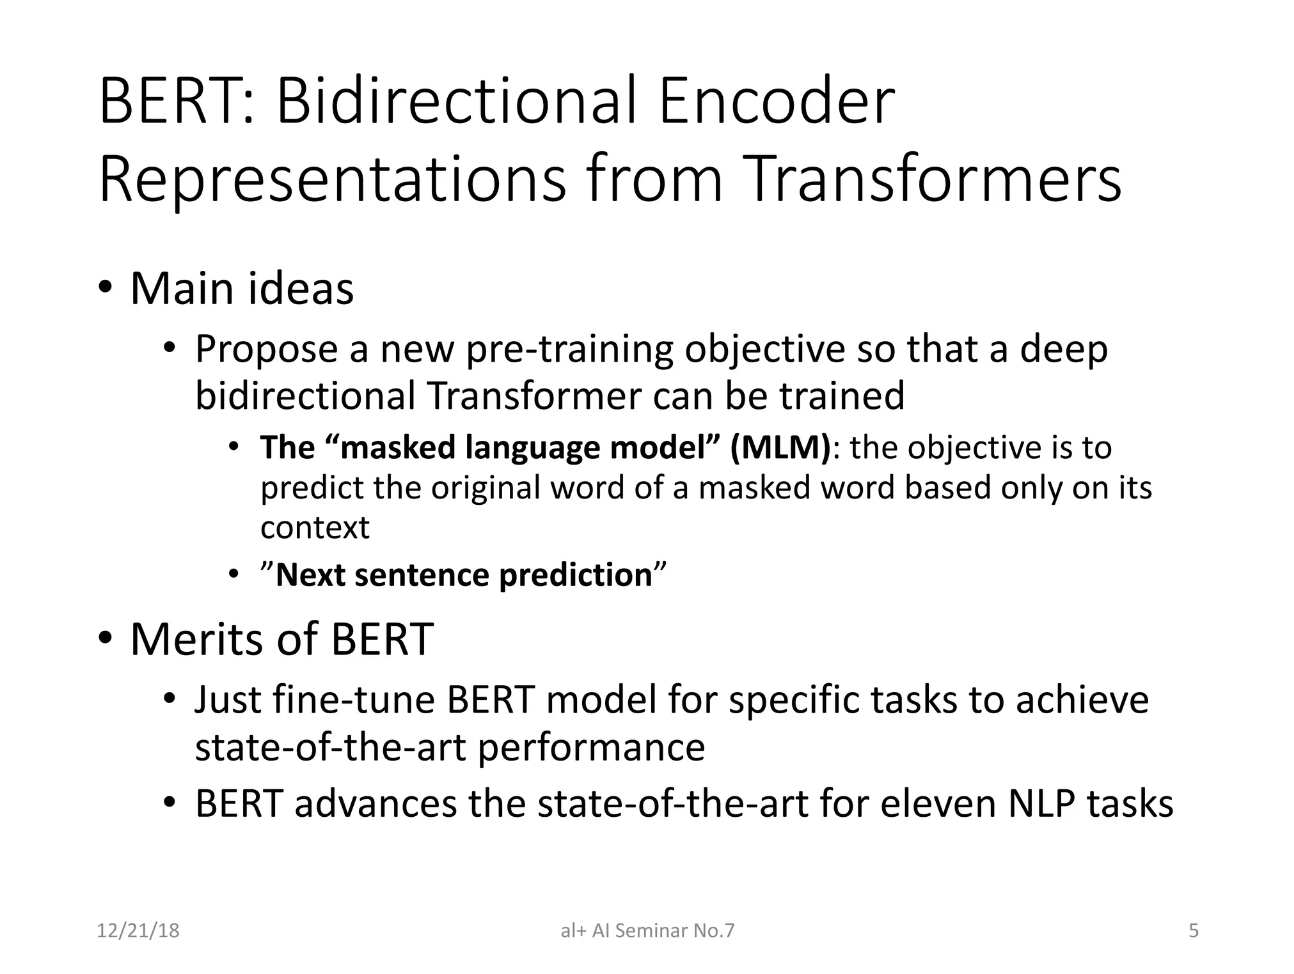 BERT: Bidirectional Encoder
Representations from Transformers
• Main ideas
• Propose a new pre-training objective so that a deep
bidirectional Transformer can be trained
• The “masked language model” (MLM): the objective is to
predict the original word of a masked word based only on its
context
• ”Next sentence prediction”
• Merits of BERT
• Just fine-tune BERT model for specific tasks to achieve
state-of-the-art performance
• BERT advances the state-of-the-art for eleven NLP tasks
12/21/18
al+ AI Seminar No.7
5